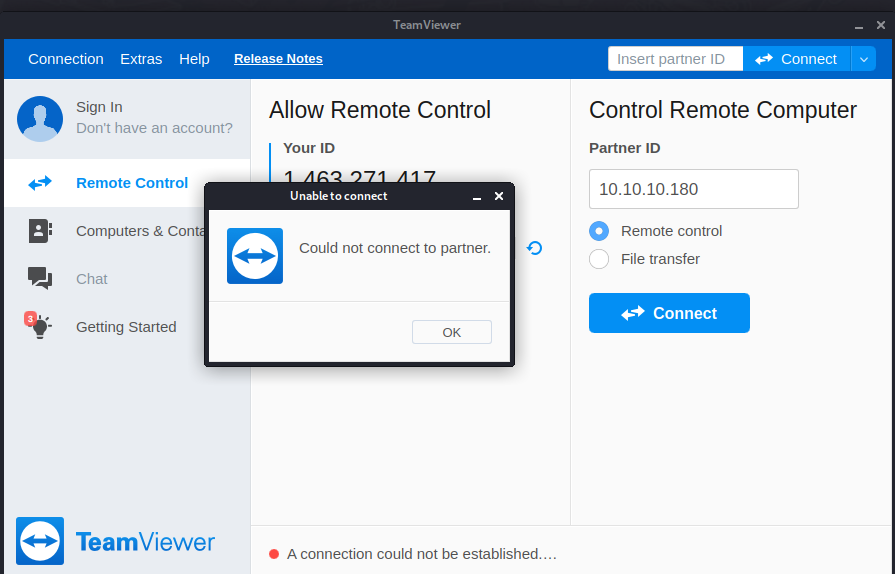 TeamViewer
Connection Extras Help Release Notes Insert partner ID Connect
Sign In
Don't have an account?
Remote Control
Computers & Conta
Chat
3
Getting Started
TeamViewer
Allow Remote Control
Your ID
1 463 271 417
Unable to connect
Could not connect to partner.
OK
Control Remote Computer
Partner ID
10.10.10.180
Remote control
File transfer
Connect
A connection could not be established....